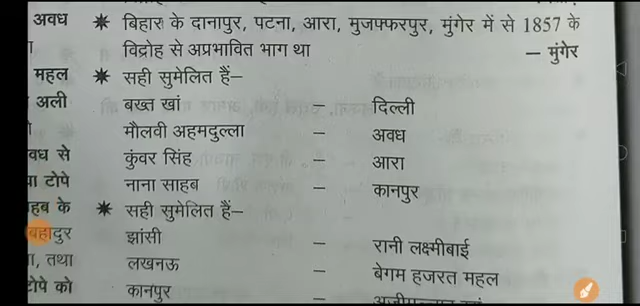 अवध
महल
अली
वध से
ा टोपे
हब के
बहादुर
ा, तथा
टोपे को
✷ बिहार के दानापुर, पटना, आरा, मुजफ्फरपुर, मुंगेर में से 1857 के
विद्रोह से अप्रभावित भाग था – मुंगेर
✷ सही सुमेलित हैं–
बख्त खां – दिल्ली
मौलवी अहमदुल्ला – अवध
कुंवर सिंह – आरा
नाना साहब – कानपुर
✷ सही सुमेलित हैं–
झांसी – रानी लक्ष्मीबाई
लखनऊ – बेगम हजरत महल
कानपुर –